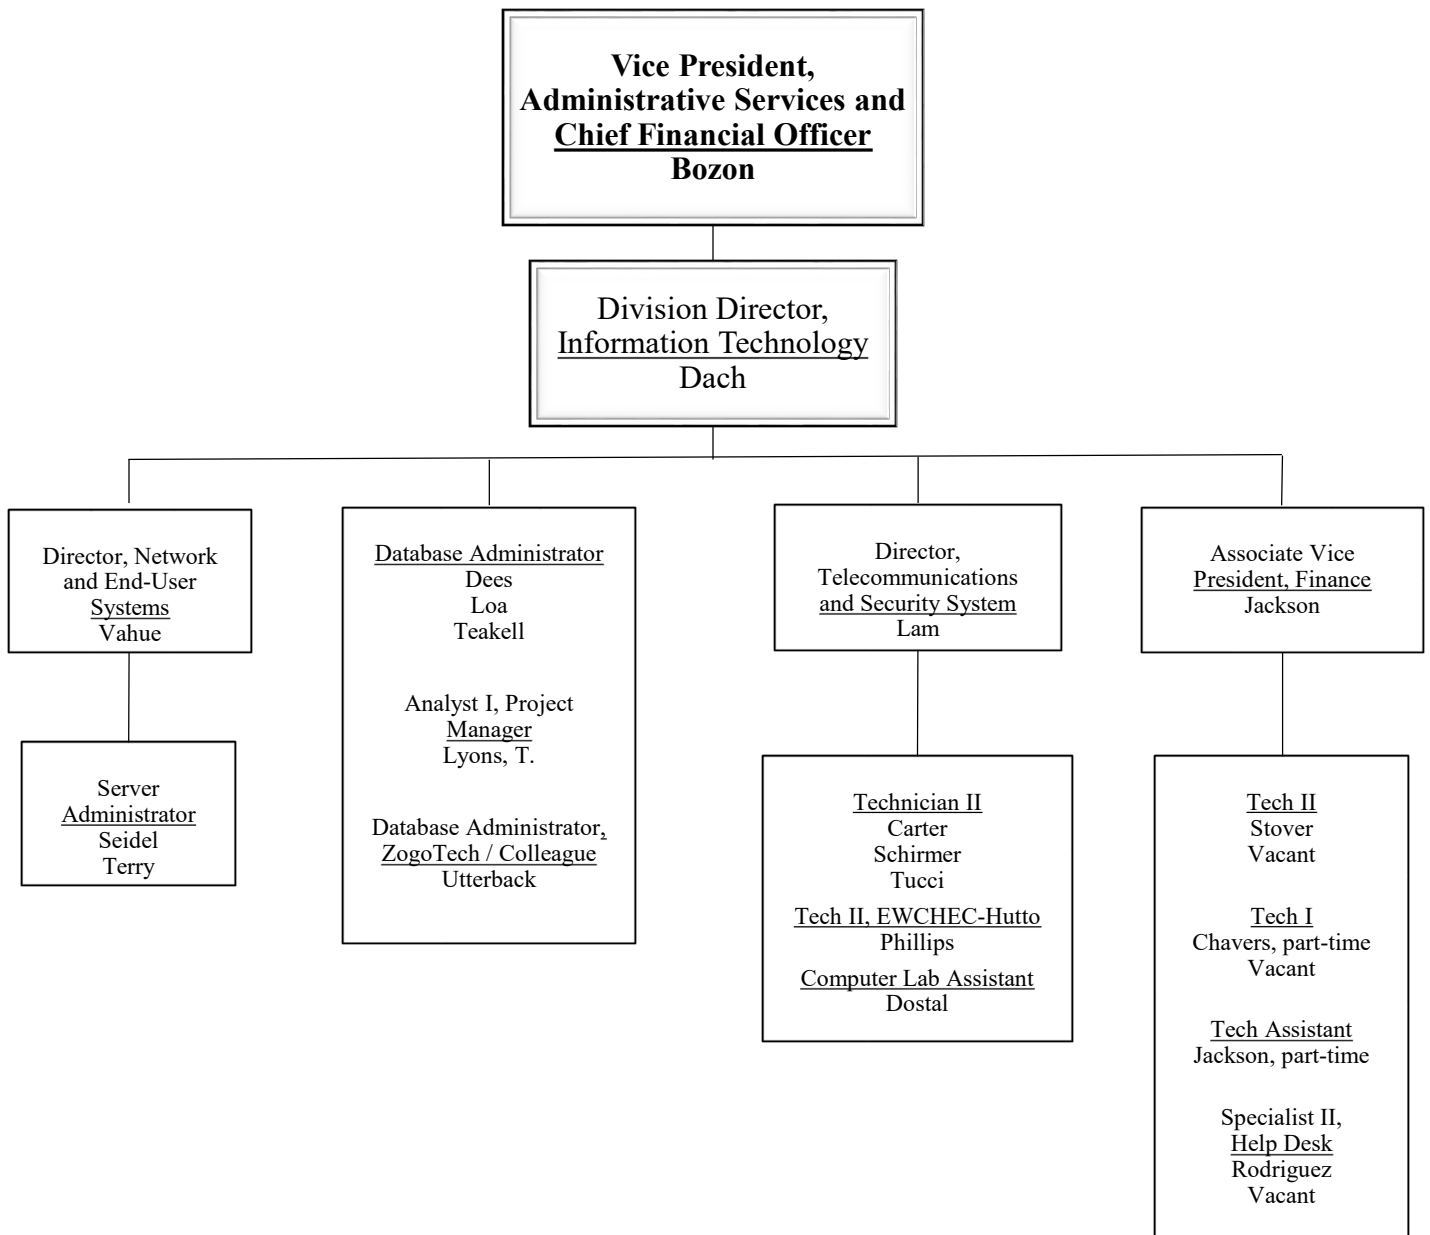 Vice President,
Administrative Services and
Chief Financial Officer
Bozon
Division Director,
Information Technology
Dach
Director, Network
and End-User
Systems
Vahue
Server
Administrator
Seidel
Terry
Database Administrator
Dees
Loa
Teakell
Analyst I, Project
Manager
Lyons, T.
Database Administrator,
ZogoTech / Colleague
Utterback
Director,
Telecommunications
and Security System
Lam
Technician II
Carter
Schirmer
Tucci
Tech II, EWCHEC-Hutto
Phillips
Computer Lab Assistant
Dostal
Associate Vice
President, Finance
Jackson
Tech II
Stover
Vacant
Tech I
Chavers, part-time
Vacant
Tech Assistant
Jackson, part-time
Specialist II,
Help Desk
Rodriguez
Vacant